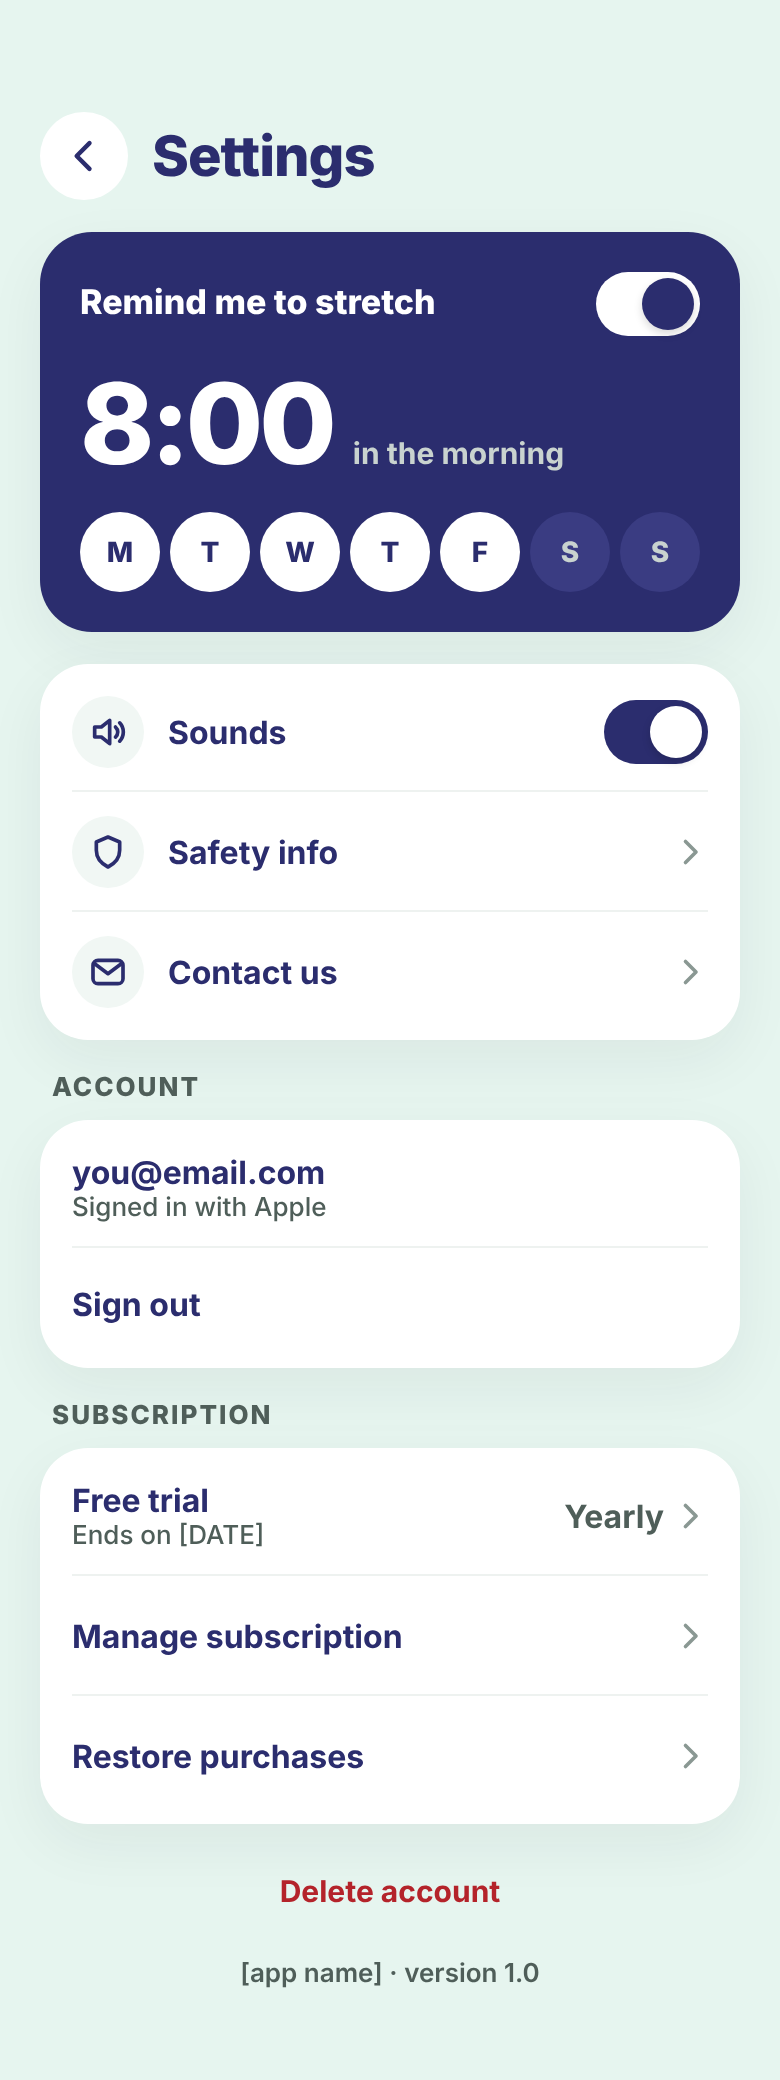 Settings
Remind me to stretch
8:00 in the morning
M T W T F S S
Sounds
Safety info
Contact us
ACCOUNT
you@email.com
Signed in with Apple
Sign out
SUBSCRIPTION
Free trial
Ends on [DATE]
Yearly
Manage subscription
Restore purchases
Delete account
[app name] · version 1.0